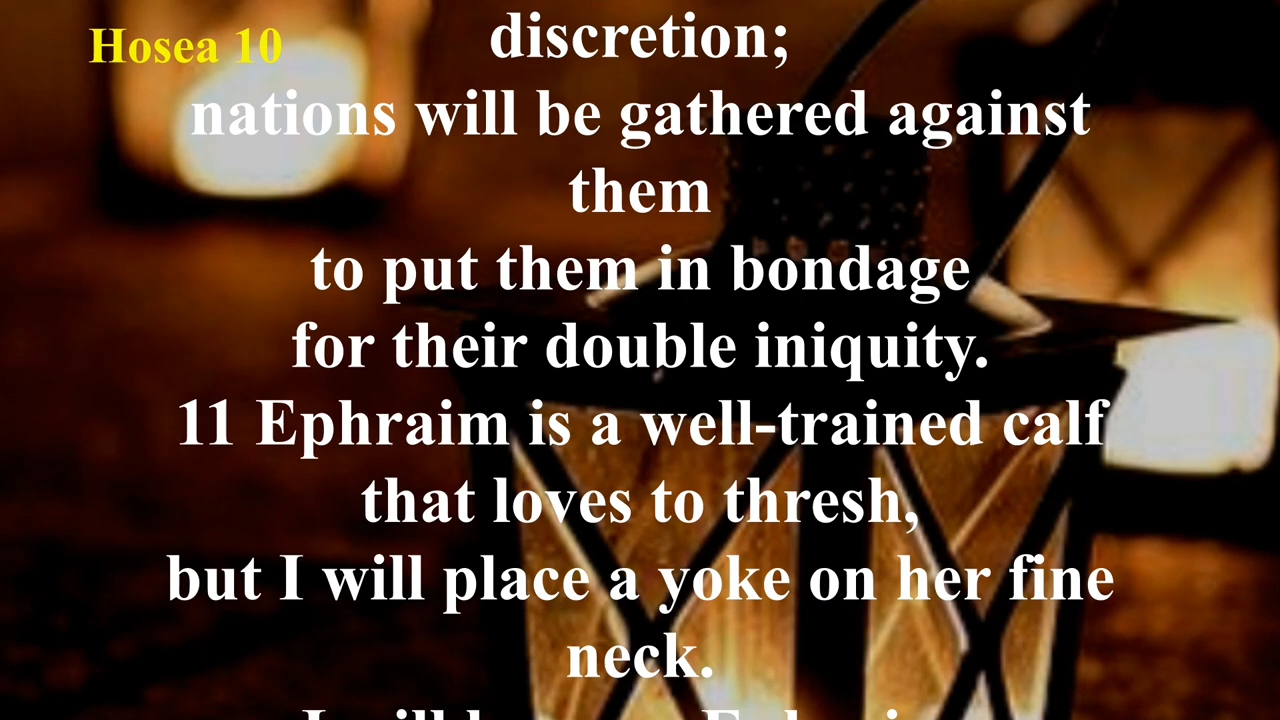 Hosea 10
discretion;
nations will be gathered against
them
to put them in bondage
for their double iniquity.
11 Ephraim is a well-trained calf
that loves to thresh,
but I will place a yoke on her fine
neck.
I will